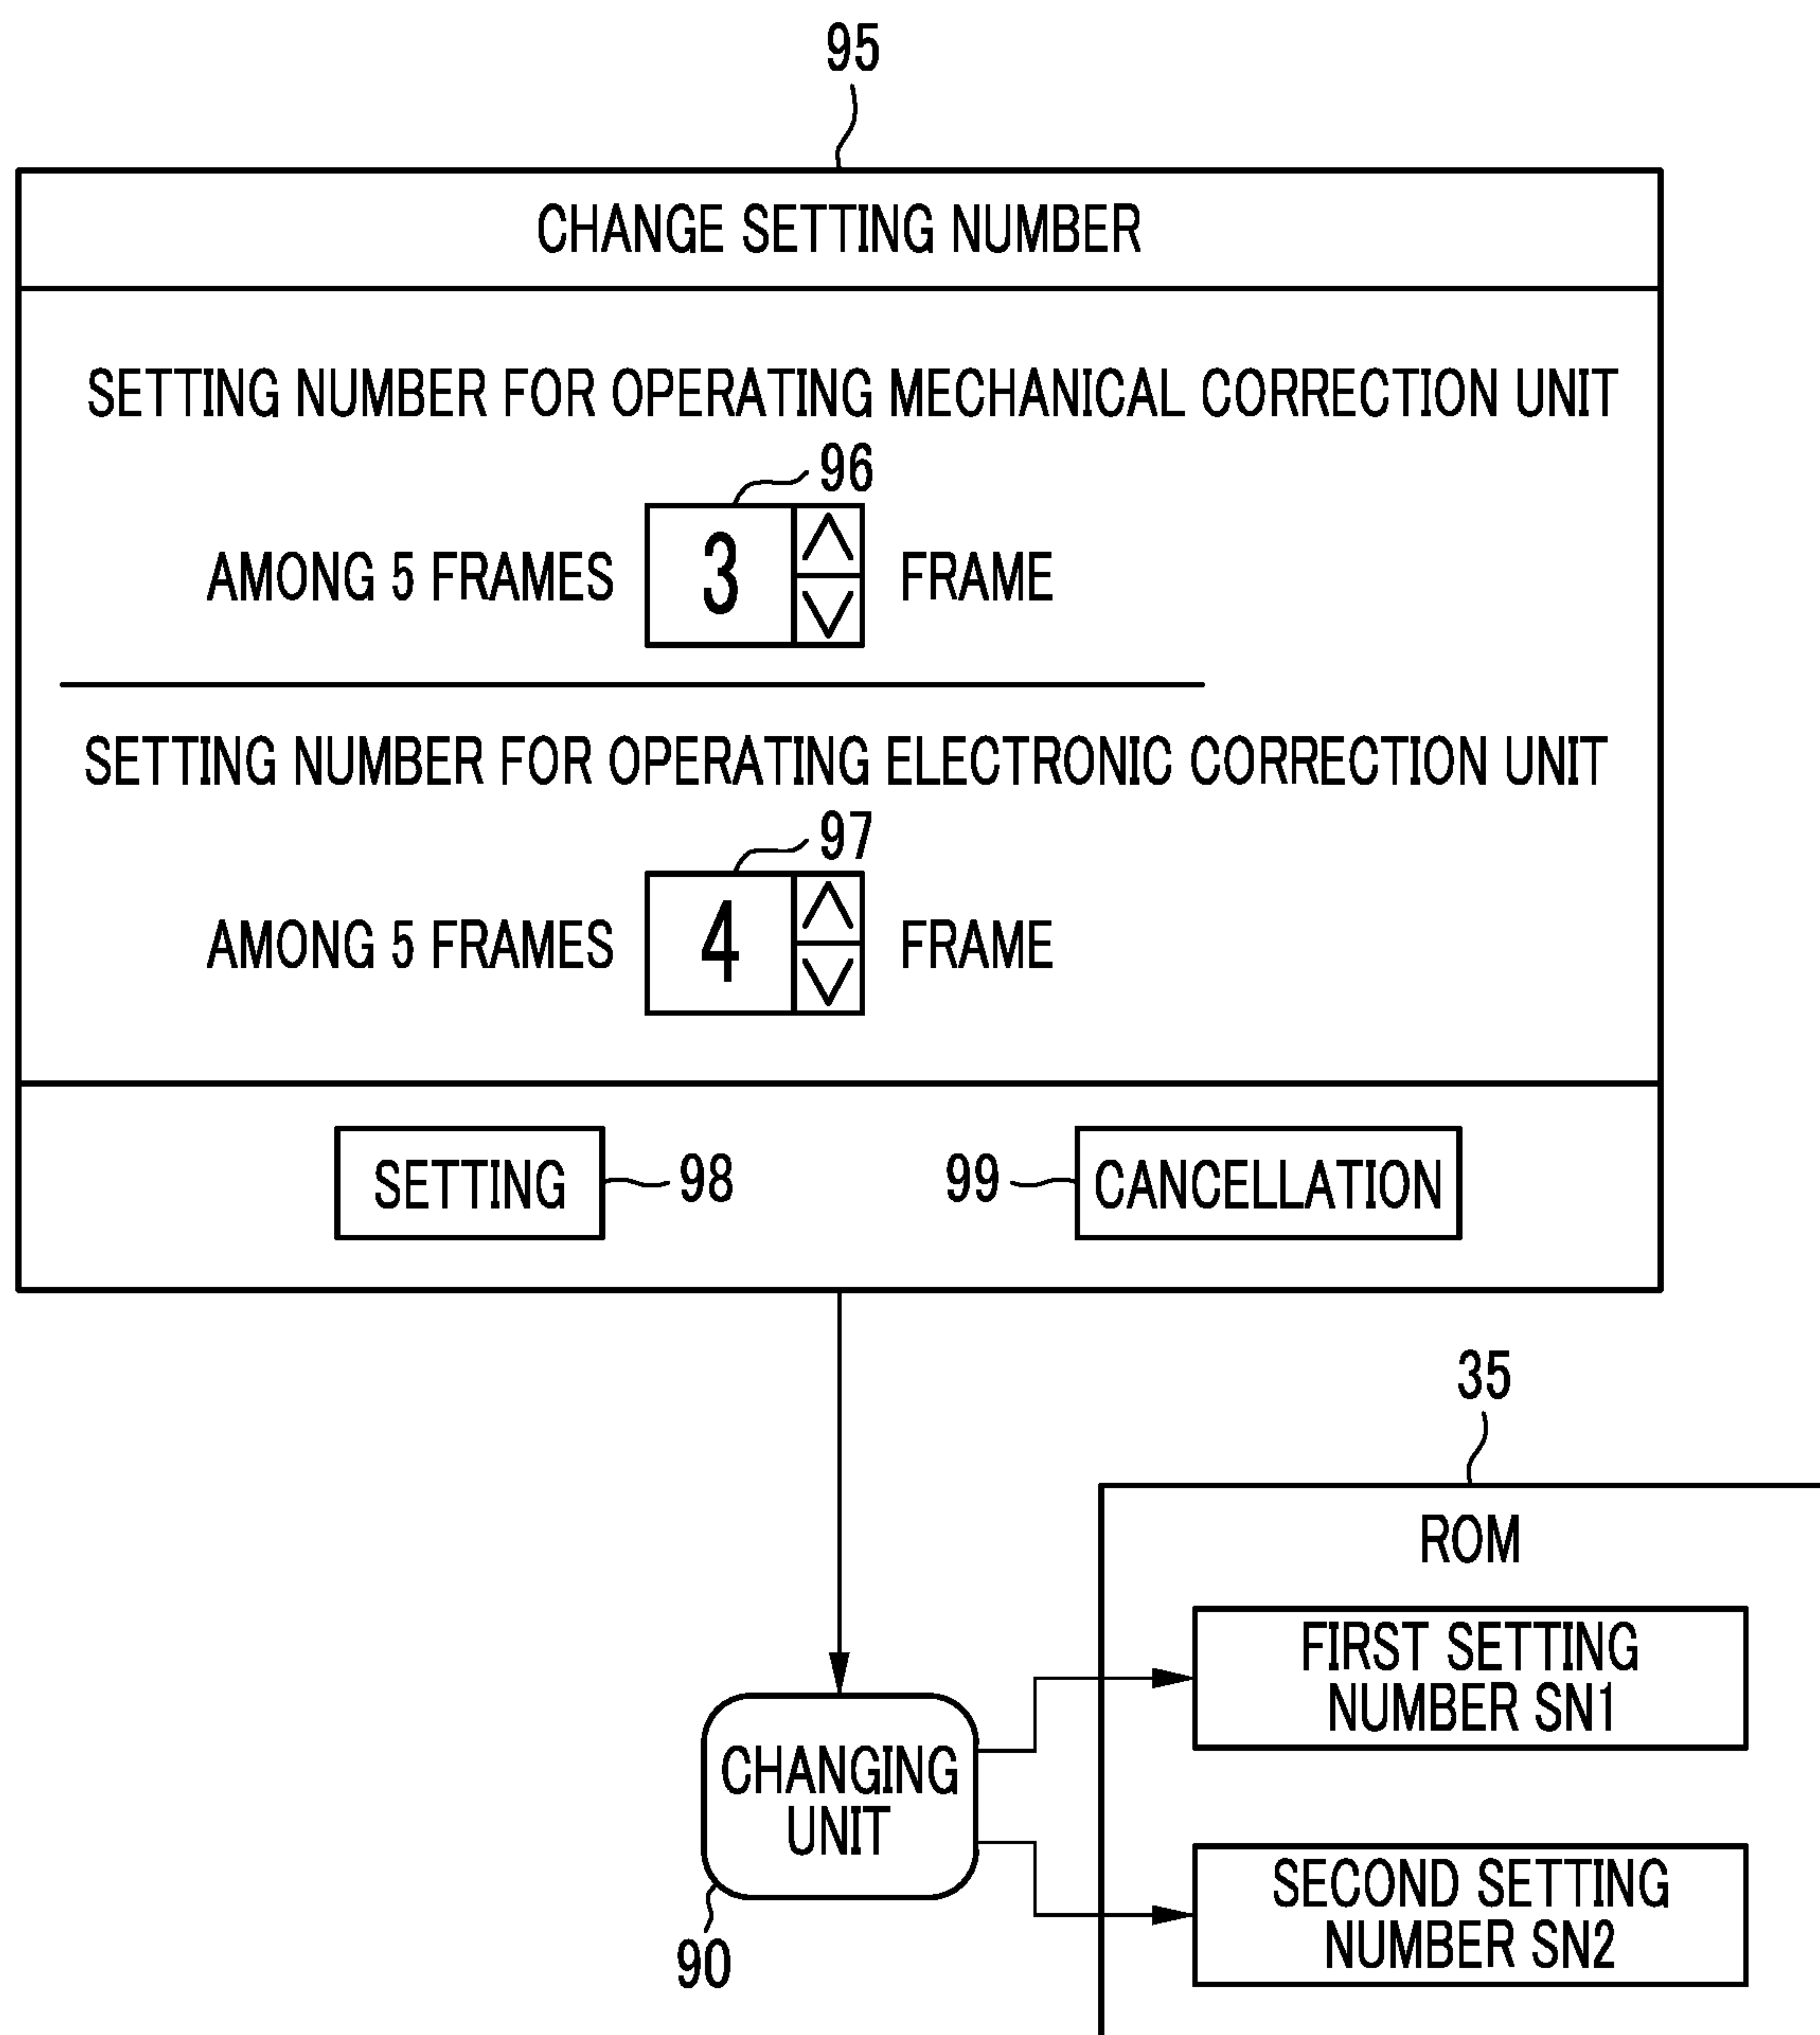 95
CHANGE SETTING NUMBER
SETTING NUMBER FOR OPERATING MECHANICAL CORRECTION UNIT
96
AMONG 5 FRAMES 3 FRAME
SETTING NUMBER FOR OPERATING ELECTRONIC CORRECTION UNIT
97
AMONG 5 FRAMES 4 FRAME
SETTING 98 99 CANCELLATION
35
ROM
FIRST SETTING
NUMBER SN1
CHANGING
UNIT
SECOND SETTING
NUMBER SN2
90